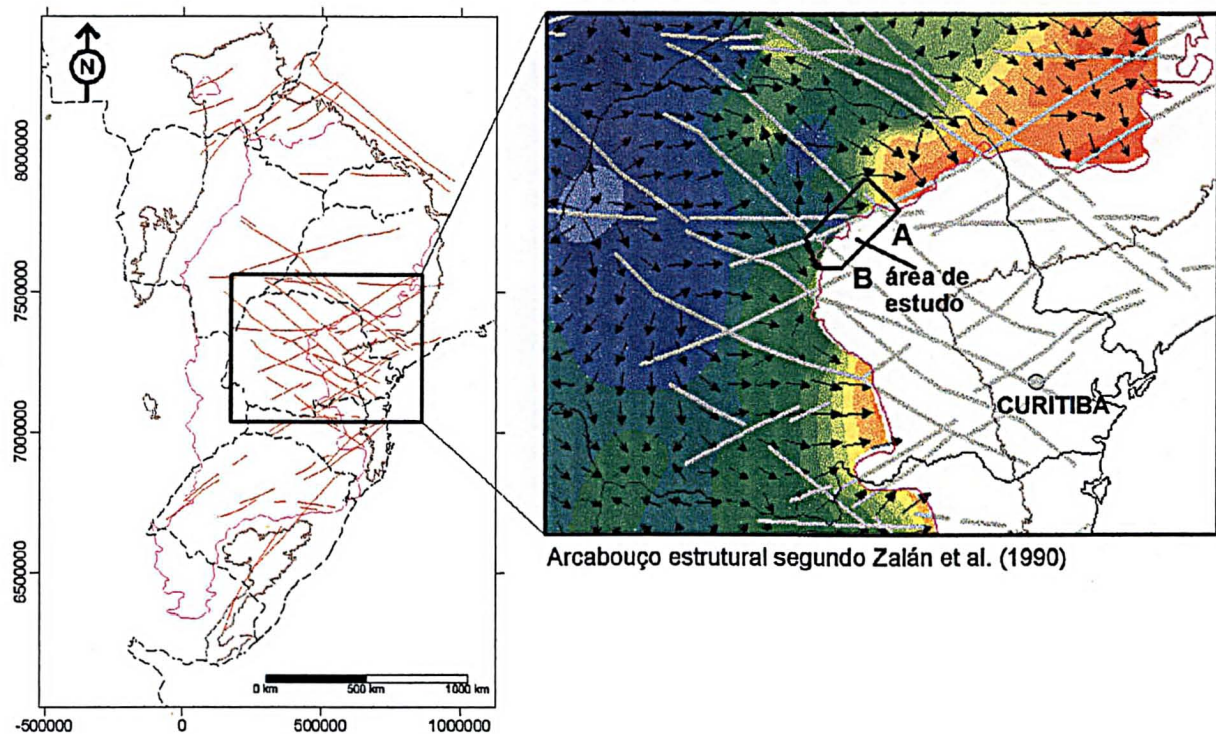 N
8000000
7500000
7000000
6500000
-500000
0
500000
1000000
0 km
500 km
1000 km
A
B
área de
estudo
CURITIBA
Arcabouço estrutural segundo Zalán et al. (1990)